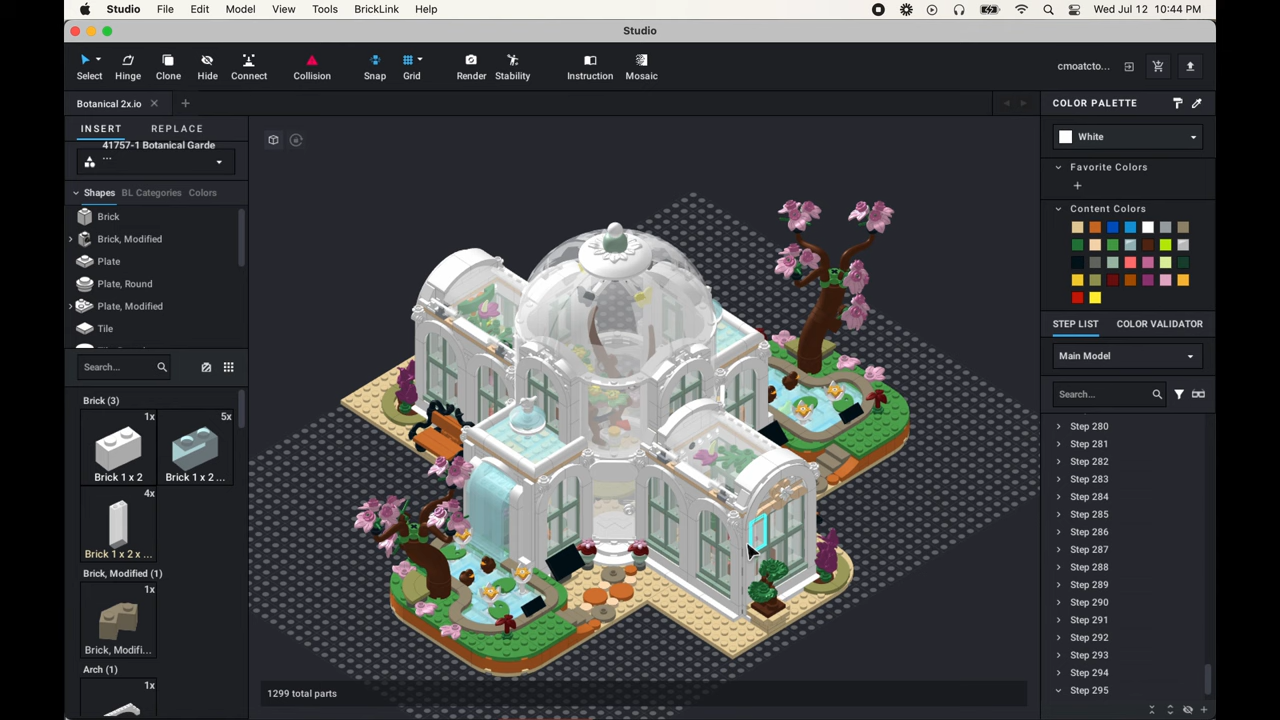 Studio File Edit Model View Tools BrickLink Help Wed Jul 12 10:44 PM
Studio
Select Hinge Clone Hide Connect Collision Snap Grid Render Stability Instruction Mosaic cmoatcto...
Botanical 2x.io
INSERT REPLACE
41757-1 Botanical Garde
...
Shapes BL Categories Colors
Brick
Brick, Modified
Plate
Plate, Round
Plate, Modified
Tile
Search...
Brick (3)
1x 5x
Brick 1 x 2 Brick 1 x 2 ...
4x
Brick 1 x 2 x ...
Brick, Modified (1)
1x
Brick, Modifi...
Arch (1)
1x
1299 total parts
COLOR PALETTE
White
Favorite Colors
Content Colors
STEP LIST COLOR VALIDATOR
Main Model
Search...
Step 280
Step 281
Step 282
Step 283
Step 284
Step 285
Step 286
Step 287
Step 288
Step 289
Step 290
Step 291
Step 292
Step 293
Step 294
Step 295